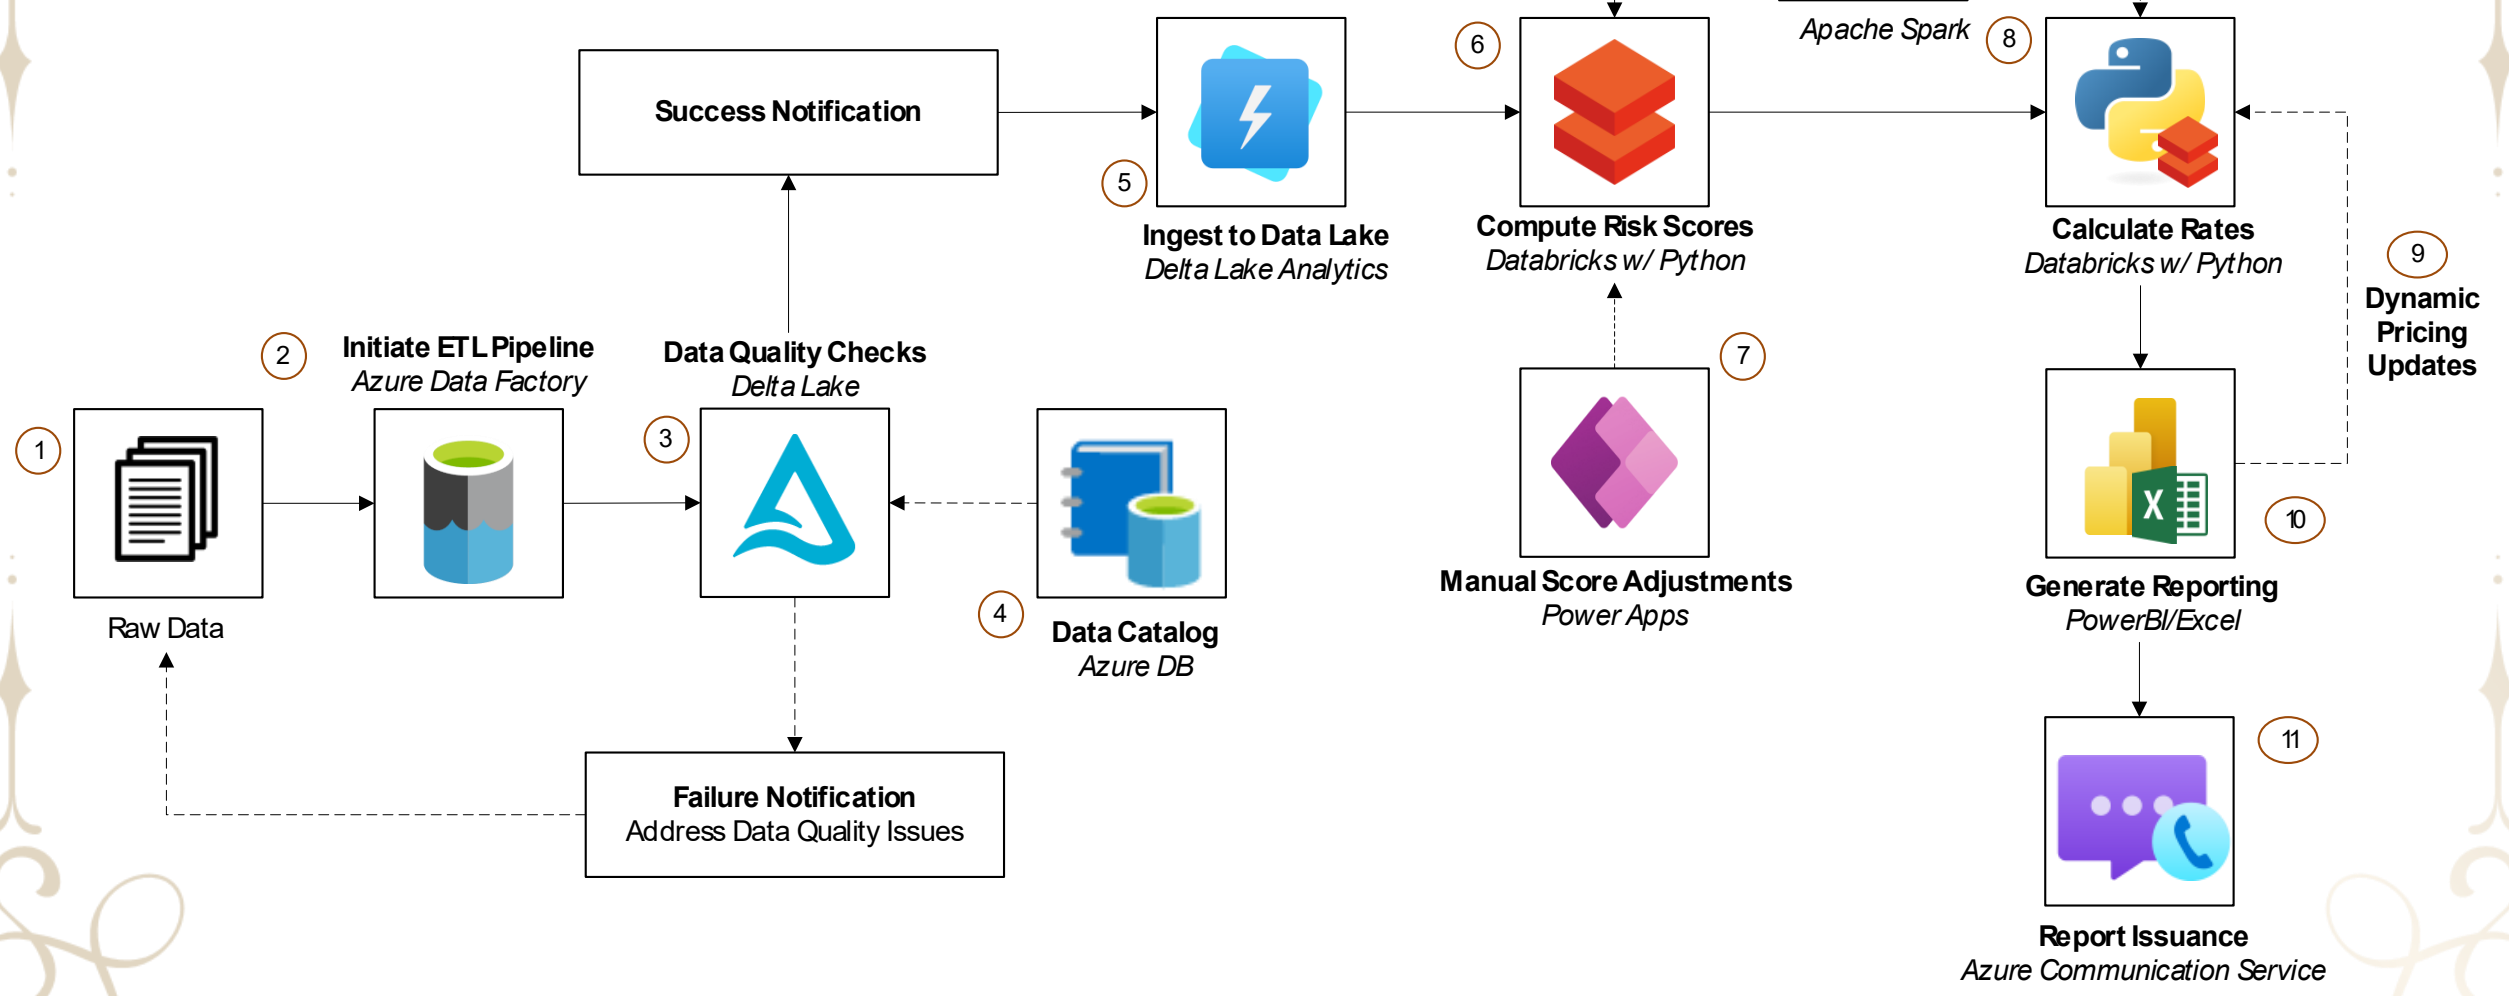 Apache Spark
6
8
Success Notification
5
Ingest to Data Lake
Delta Lake Analytics
Compute Risk Scores
Databricks w/ Python
Calculate Rates
Databricks w/ Python
9
Dynamic
Pricing
Updates
2
Initiate ETL Pipeline
Azure Data Factory
Data Quality Checks
Delta Lake
7
1
3
X
10
4
Raw Data
Data Catalog
Azure DB
Manual Score Adjustments
Power Apps
Generate Reporting
PowerBI/Excel
11
Failure Notification
Address Data Quality Issues
Report Issuance
Azure Communication Service